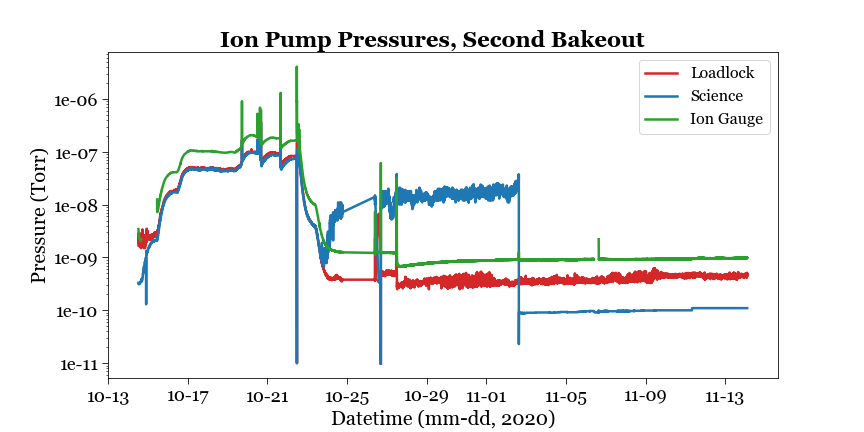 Ion Pump Pressures, Second Bakeout
Loadlock
Science
Ion Gauge
Pressure (Torr)
1e-06
1e-07
1e-08
1e-09
1e-10
1e-11
10-13 10-17 10-21 10-25 10-29 11-01 11-05 11-09 11-13
Datetime (mm-dd, 2020)